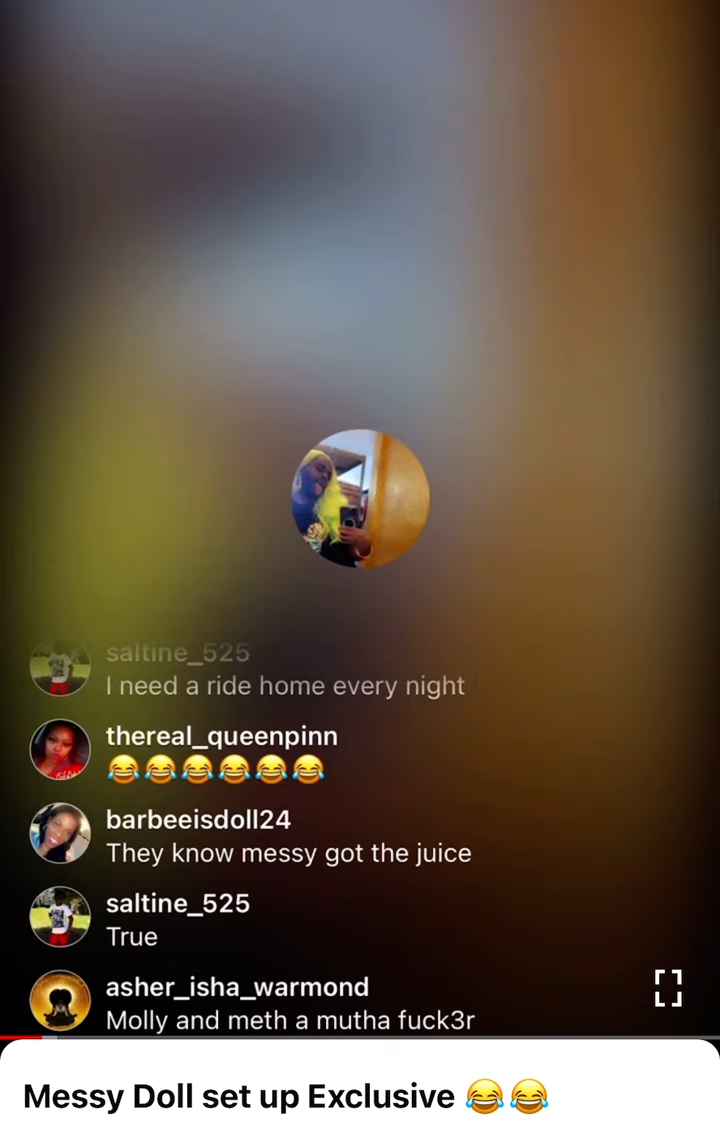 saltine_525
I need a ride home every night
thereal_queenpinn
😂😂😂😂😂😂
barbeeisdoll24
They know messy got the juice
saltine_525
True
asher_isha_warmond
Molly and meth a mutha fuck3r
Messy Doll set up Exclusive 😂😂